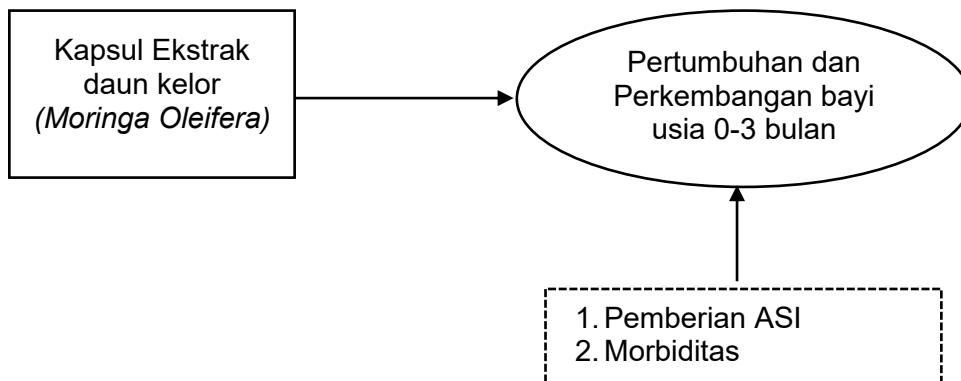 Kapsul Ekstrak
daun kelor
(Moringa Oleifera)
Pertumbuhan dan
Perkembangan bayi
usia 0-3 bulan
1. Pemberian ASI
2. Morbiditas